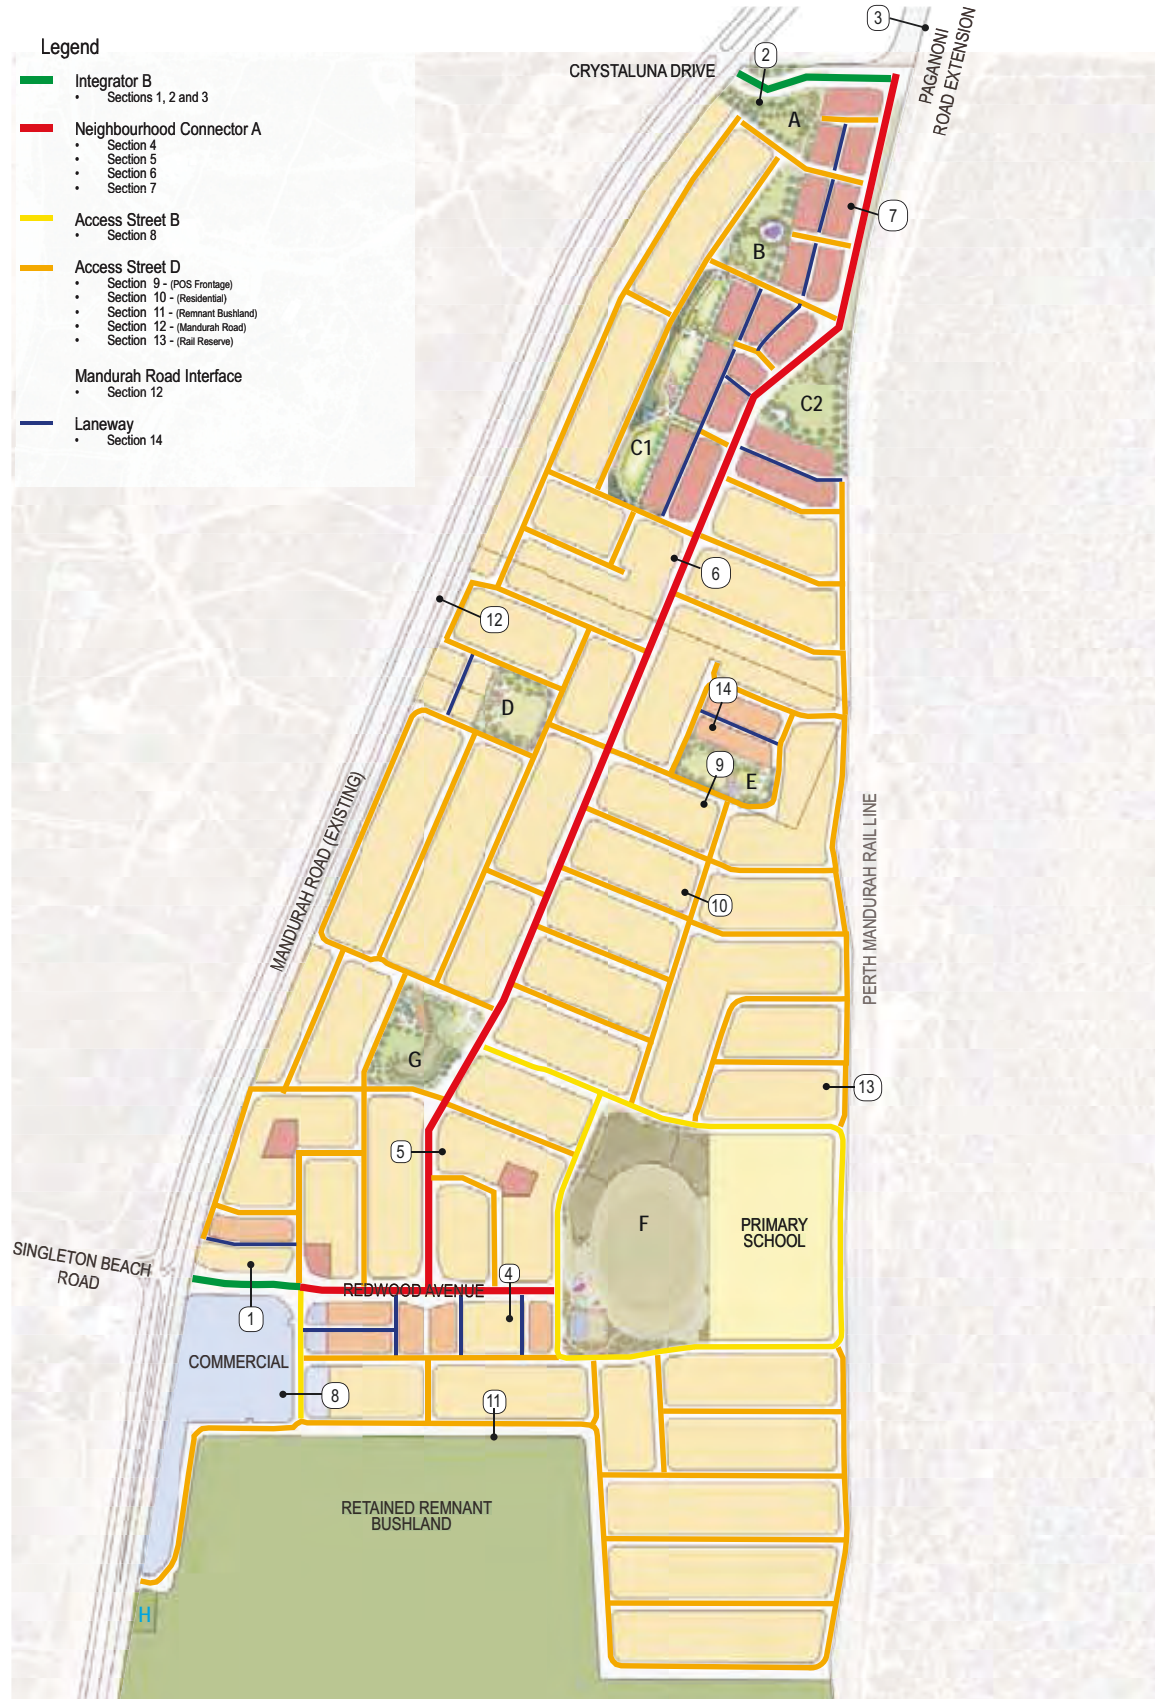 Legend
Integrator B
• Sections 1, 2 and 3
Neighbourhood Connector A
• Section 4
• Section 5
• Section 6
• Section 7
Access Street B
• Section 8
Access Street D
• Section 9 - (POS Frontage)
• Section 10 - (Residential)
• Section 11 - (Remnant Bushland)
• Section 12 - (Mandurah Road)
• Section 13 - (Rail Reserve)
Mandurah Road Interface
• Section 12
Laneway
• Section 14
3
2
CRYSTALUNA DRIVE
PAGANONI
ROAD EXTENSION
A
7
B
C2
C1
6
12
14
D
9
E
MANDURAH ROAD (EXISTING)
PERTH MANDURAH RAIL LINE
10
G
13
5
F
PRIMARY
SCHOOL
SINGLETON BEACH
ROAD
4
REDWOOD AVENUE
1
COMMERCIAL
8
11
RETAINED REMNANT
BUSHLAND
H